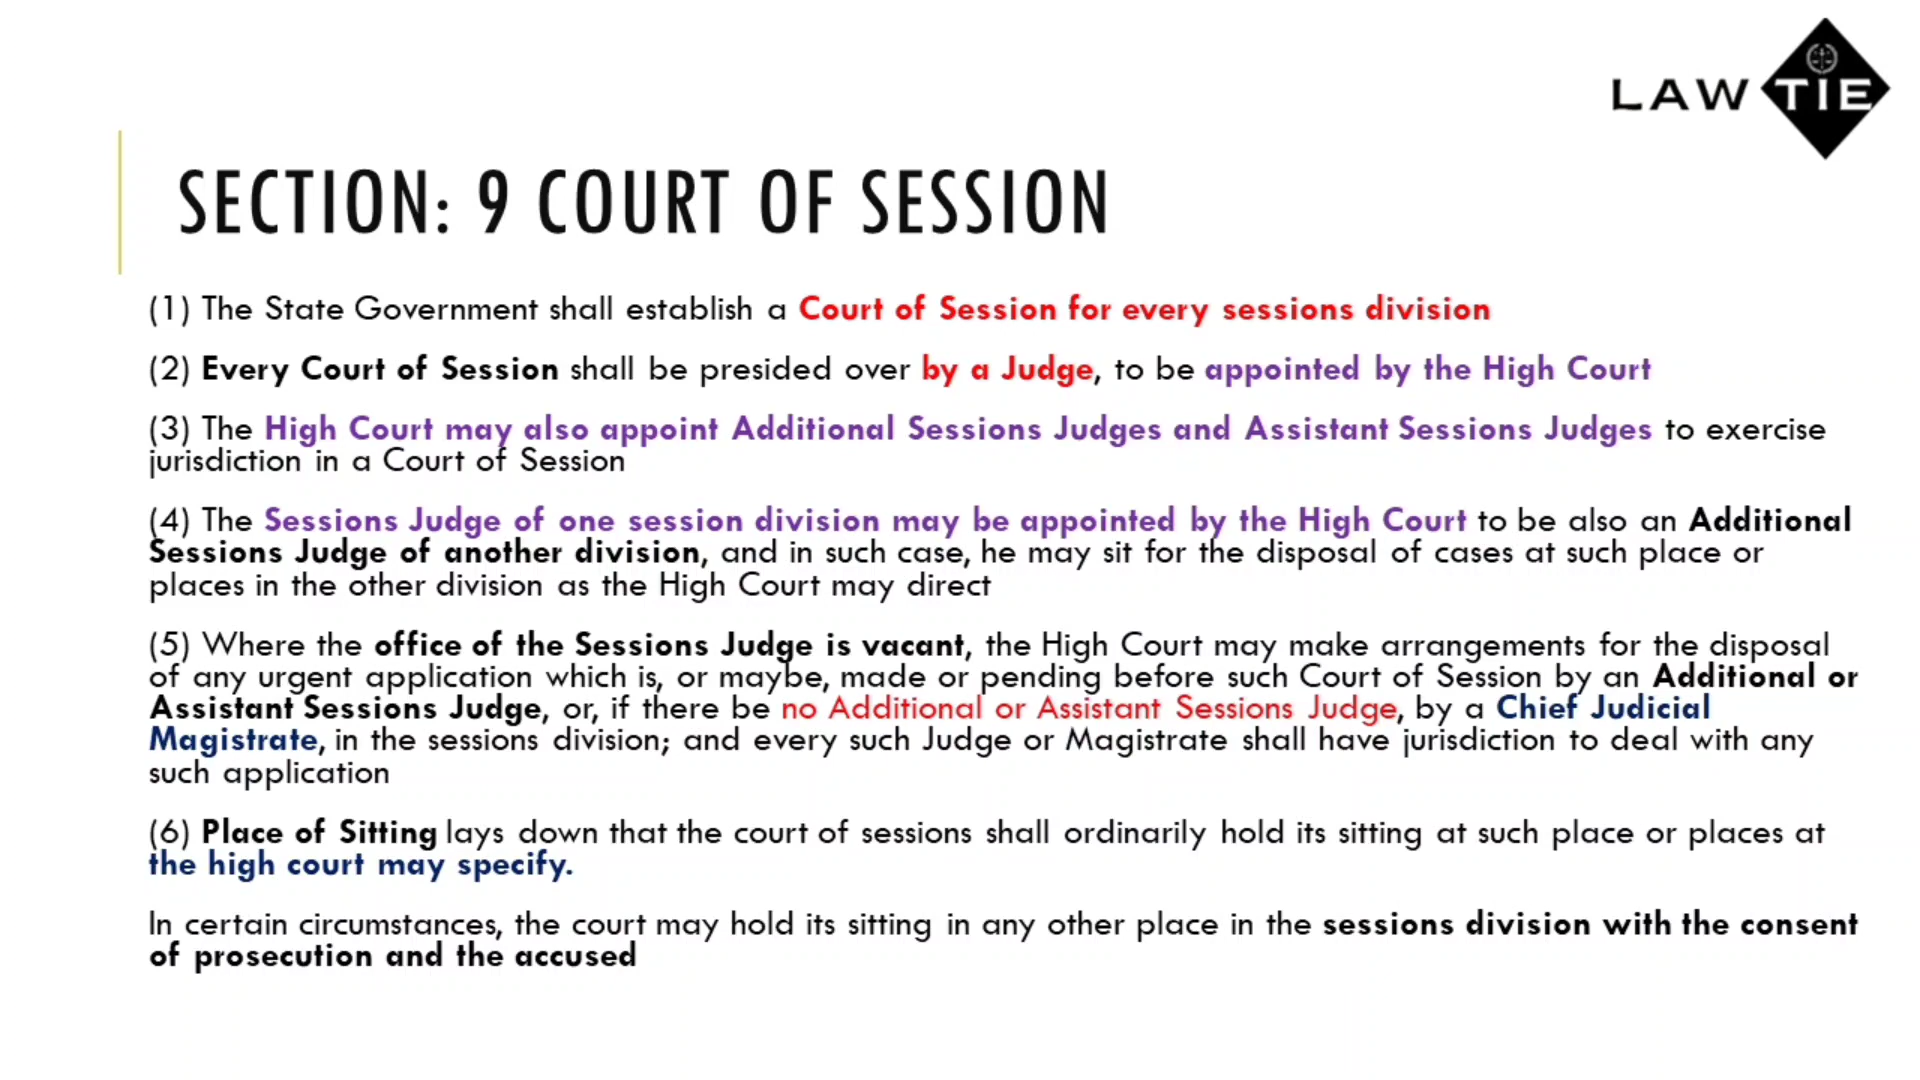 LAW TIE
SECTION: 9 COURT OF SESSION
(1) The State Government shall establish a Court of Session for every sessions division
(2) Every Court of Session shall be presided over by a Judge, to be appointed by the High Court
(3) The High Court may also appoint Additional Sessions Judges and Assistant Sessions Judges to exercise
jurisdiction in a Court of Session
(4) The Sessions Judge of one session division may be appointed by the High Court to be also an Additional
Sessions Judge of another division, and in such case, he may sit for the disposal of cases at such place or
places in the other division as the High Court may direct
(5) Where the office of the Sessions Judge is vacant, the High Court may make arrangements for the disposal
of any urgent application which is, or maybe, made or pending before such Court of Session by an Additional or
Assistant Sessions Judge, or, if there be no Additional or Assistant Sessions Judge, by a Chief Judicial
Magistrate, in the sessions division; and every such Judge or Magistrate shall have jurisdiction to deal with any
such application
(6) Place of Sitting lays down that the court of sessions shall ordinarily hold its sitting at such place or places at
the high court may specify.
In certain circumstances, the court may hold its sitting in any other place in the sessions division with the consent
of prosecution and the accused